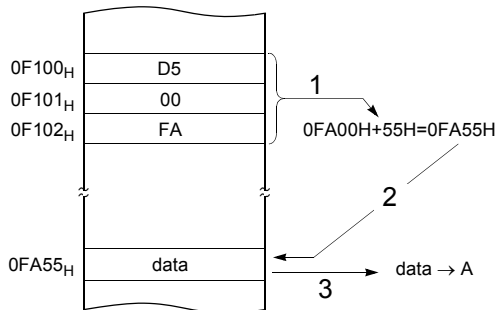 0F100H D5
1
0F101H 00
0F102H FA 0FA00H+55H=0FA55H
~ ~
2
0FA55H data data → A
3